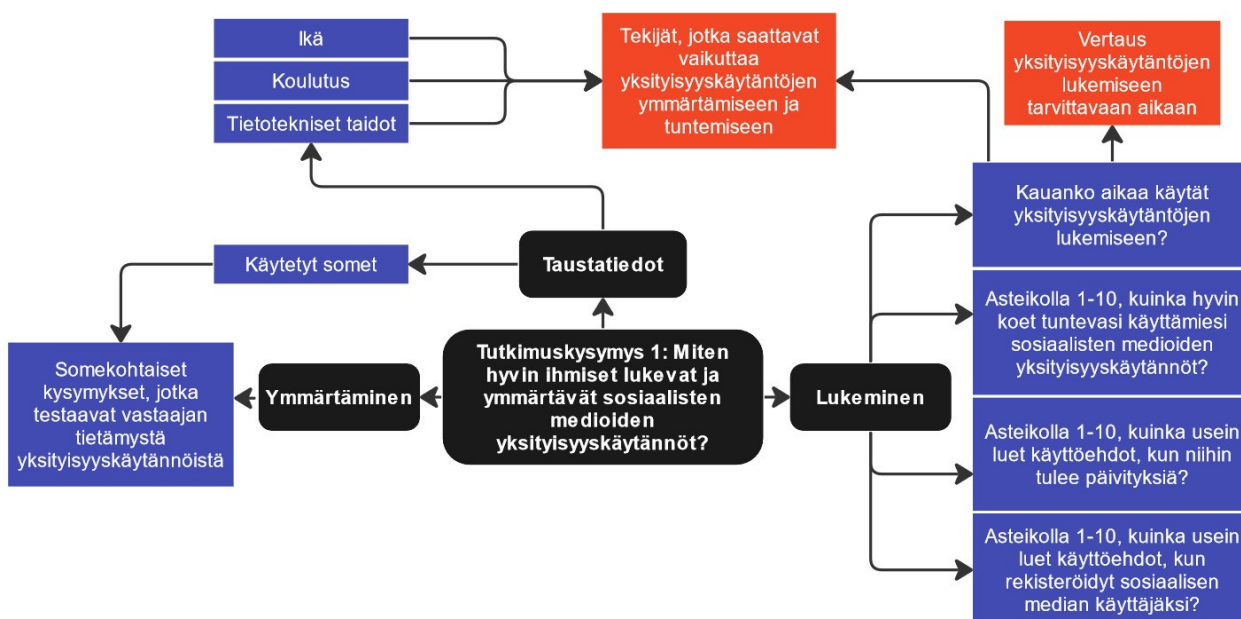 Ikä
Koulutus
Tietotekniset taidot
Tekijät, jotka saattavat
vaikuttaa
yksityisyyskäytäntöjen
ymmärtämiseen ja
tuntemiseen
Vertaus
yksityisyyskäytäntöjen
lukemiseen
tarvittavaan aikaan
Kauanko aikaa käytät
yksityisyyskäytäntöjen
lukemiseen?
Käytetyt somet
Taustatiedot
Asteikolla 1-10, kuinka hyvin
koet tuntevasi käyttämiesi
sosiaalisten medioiden
yksityisyyskäytännöt?
Somekohtaiset
kysymykset, jotka
testaavat vastaajan
tietämystä
yksityisyyskäytännöistä
Ymmärtäminen
Tutkimuskysymys 1: Miten
hyvin ihmiset lukevat ja
ymmärtävät sosiaalisten
medioiden
yksityisyyskäytännöt?
Lukeminen
Asteikolla 1-10, kuinka usein
luet käyttöehdot, kun niihin
tulee päivityksiä?
Asteikolla 1-10, kuinka usein
luet käyttöehdot, kun
rekisteröidyt sosiaalisen
median käyttäjäksi?